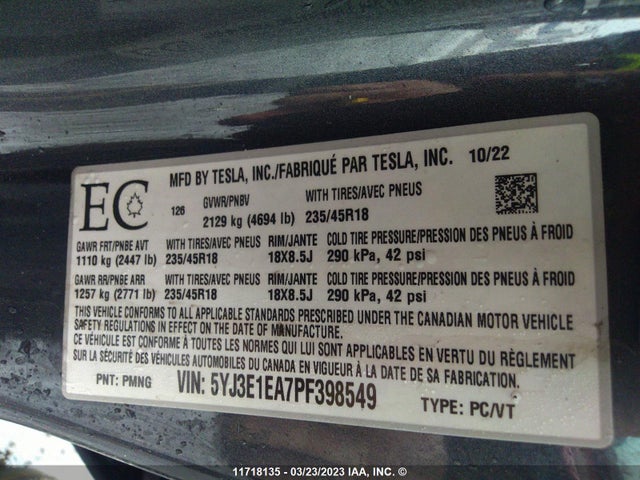 EC
MFD BY TESLA, INC./FABRIQUÉ PAR TESLA, INC. 10/22
126 GVWR/PNBV WITH TIRES/AVEC PNEUS
2129 kg (4694 lb) 235/45R18
GAWR FRT/PNBE AVT WITH TIRES/AVEC PNEUS RIM/JANTE COLD TIRE PRESSURE/PRESSION DES PNEUS À FROID
1110 kg (2447 lb) 235/45R18 18X8.5J 290 kPa, 42 psi
GAWR RR/PNBE ARR WITH TIRES/AVEC PNEUS RIM/JANTE COLD TIRE PRESSURE/PRESSION DES PNEUS À FROID
1257 kg (2771 lb) 235/45R18 18X8.5J 290 kPa, 42 psi
THIS VEHICLE CONFORMS TO ALL APPLICABLE STANDARDS PRESCRIBED UNDER THE CANADIAN MOTOR VEHICLE
SAFETY REGULATIONS IN EFFECT ON THE DATE OF MANUFACTURE.
CE VÉHICULE EST CONFORME À TOUTES LES NORMES QUI LUI SONT APPLICABLES EN VERTU DU RÈGLEMENT
SUR LA SÉCURITÉ DES VÉHICULES AUTOMOBILES DU CANADA EN VIGUEUR À LA DATE DE SA FABRICATION.
PNT: PMNG VIN: 5YJ3E1EA7PF398549 TYPE: PC/VT
11718135 — 03/23/2023 IAA, INC. ©